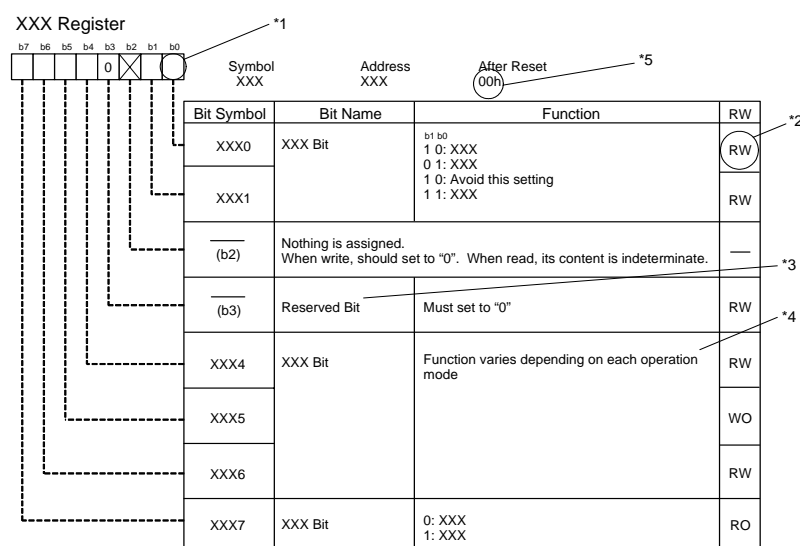 XXX Register
*1
b7 b6 b5 b4 b3 b2 b1 b0
0
Symbol Address After Reset
XXX XXX 00h
*5
Bit Symbol Bit Name Function RW
*2
XXX0 XXX Bit
b1 b0
1 0: XXX
0 1: XXX
1 0: Avoid this setting
1 1: XXX
RW
XXX1 RW
(b2)
Nothing is assigned.
When write, should set to “0”. When read, its content is indeterminate.
—
*3
(b3) Reserved Bit Must set to “0” RW
*4
XXX4 XXX Bit Function varies depending on each operation
mode
RW
XXX5 WO
XXX6 RW
XXX7 XXX Bit
0: XXX
1: XXX
RO